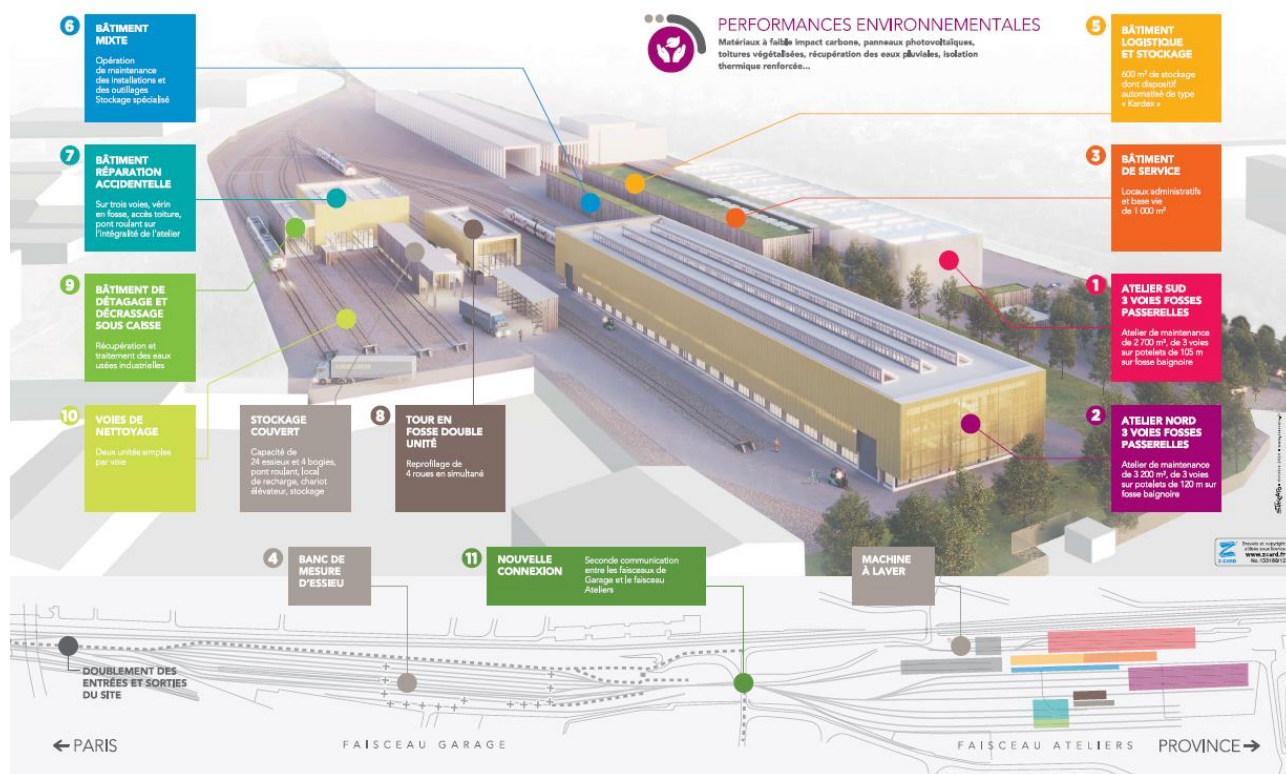 PERFORMANCES ENVIRONNEMENTALES
Matériaux à faible impact carbone, panneaux photovoltaïques,
toitures végétalisées, récupération des eaux pluviales, isolation
thermique renforcée...
6
BÂTIMENT
MIXTE
Opération
de maintenance
des installations et
des outillages
Stockage spécialisé
7
BÂTIMENT
RÉPARATION
ACCIDENTELLE
Sur trois voies, vérin
en fosse, accès toiture,
pont roulant sur
l'intégralité de l'atelier
9
BÂTIMENT DE
DÉTAGAGE ET
DÉCRASSAGE
SOUS CAISSE
Récupération et
traitement des eaux
usées industrielles
10
VOIES DE
NETTOYAGE
Deux unités simples
par voie
STOCKAGE
COUVERT
Capacité de
24 essieux et 4 bogies,
pont roulant, local
de recharge, chariot
élévateur, stockage
8
TOUR EN
FOSSE DOUBLE
UNITÉ
Reprofilage de
4 roues en simultané
5
BÂTIMENT
LOGISTIQUE
ET STOCKAGE
600 m² de stockage
dont dispositif
automatisé de type
« Kardex »
3
BÂTIMENT
DE SERVICE
Locaux administratifs
et base vie
de 1 000 m²
1
ATELIER SUD
3 VOIES FOSSES
PASSERELLES
Atelier de maintenance
de 2 700 m², de 3 voies
sur potelets de 105 m
sur fosse baignoire
2
ATELIER NORD
3 VOIES FOSSES
PASSERELLES
Atelier de maintenance
de 3 200 m², de 3 voies
sur potelets de 120 m sur
fosse baignoire
Z-CARD
www.zcard.fr
4
BANC DE
MESURE
D'ESSIEU
11
NOUVELLE
CONNEXION
Seconde communication
entre les faisceaux de
Garage et le faisceau
Ateliers
MACHINE
À LAVER
DOUBLEMENT DES
ENTRÉES ET SORTIES
DU SITE
← PARIS
FAISCEAU GARAGE
FAISCEAU ATELIERS
PROVINCE →